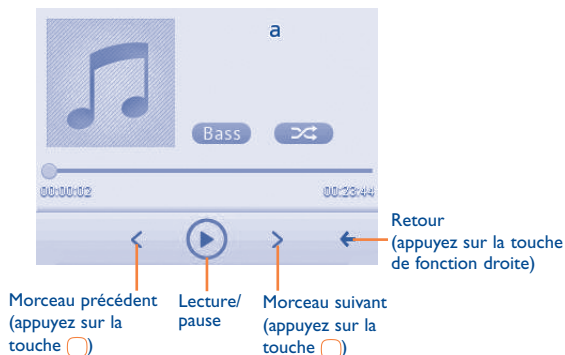 a
Bass
00:00:02 00:23:44
Retour
(appuyez sur la touche
de fonction droite)
Morceau précédent
(appuyez sur la
touche )
Lecture/
pause
Morceau suivant
(appuyez sur la
touche )